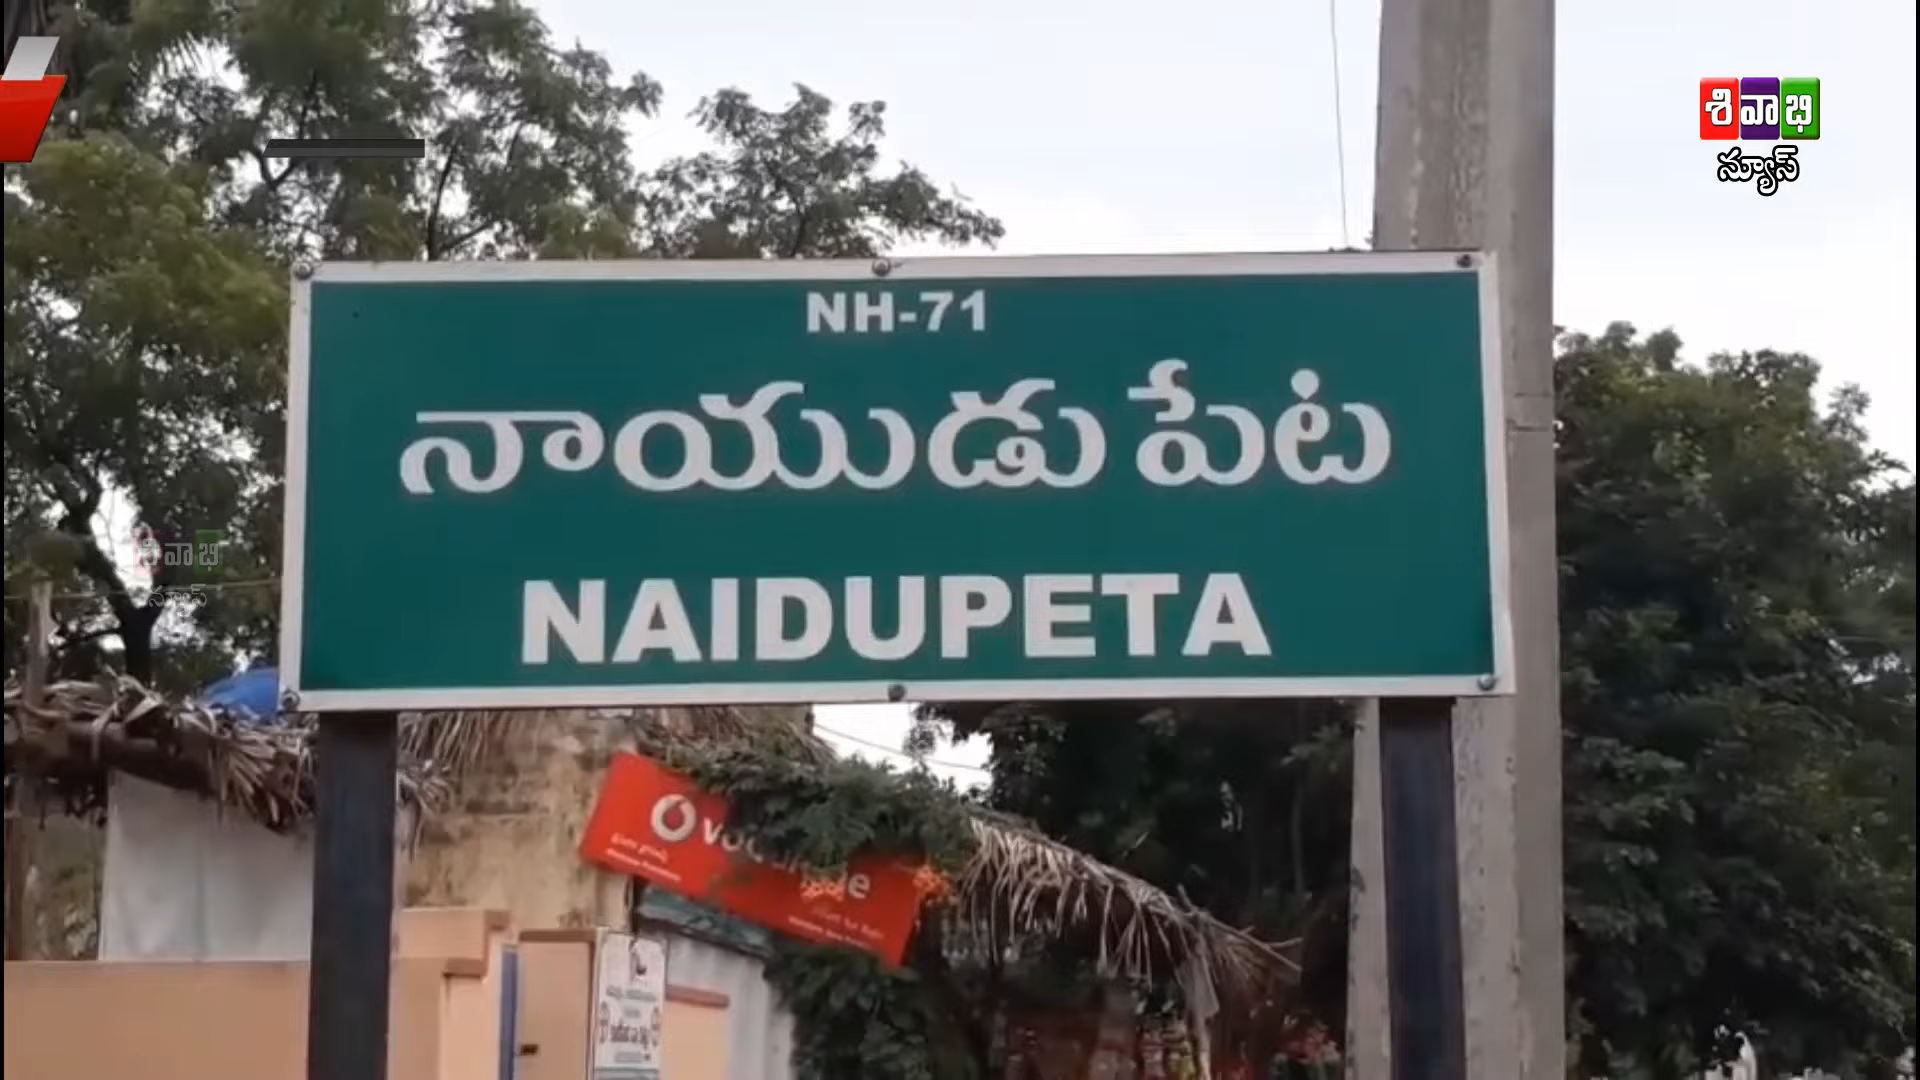 శివాభి
న్యూస్
NH-71
నాయుడు పేట
NAIDUPETA
శివాభి
న్యూస్
vodafone